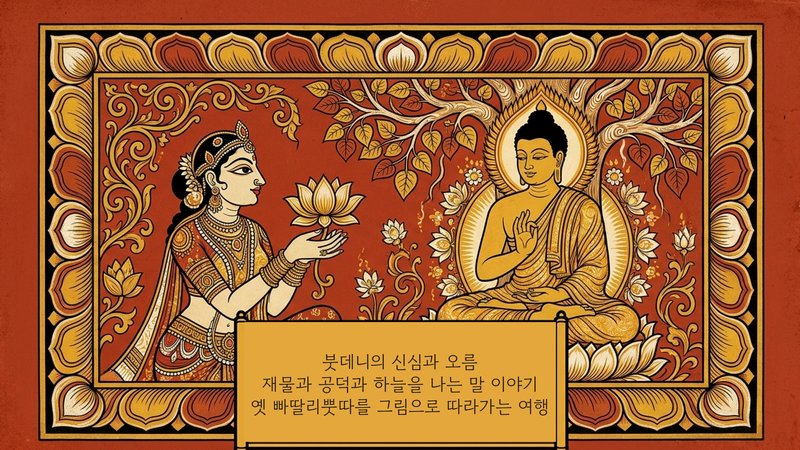 붓데니의 신심과 오름
재물과 공덕과 하늘을 나는 말 이야기
옛 빠딸리뿟따를 그림으로 따라가는 여행